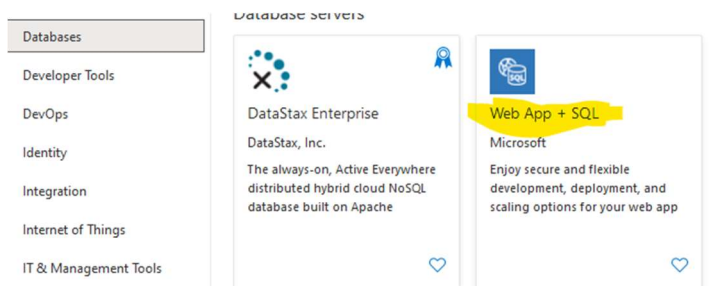 Database servers
Databases
Developer Tools
DevOps
Identity
Integration
Internet of Things
IT & Management Tools
DataStax Enterprise
DataStax, Inc.
The always-on, Active Everywhere
distributed hybrid cloud NoSQL
database built on Apache
SQL
Web App + SQL
Microsoft
Enjoy secure and flexible
development, deployment, and
scaling options for your web app